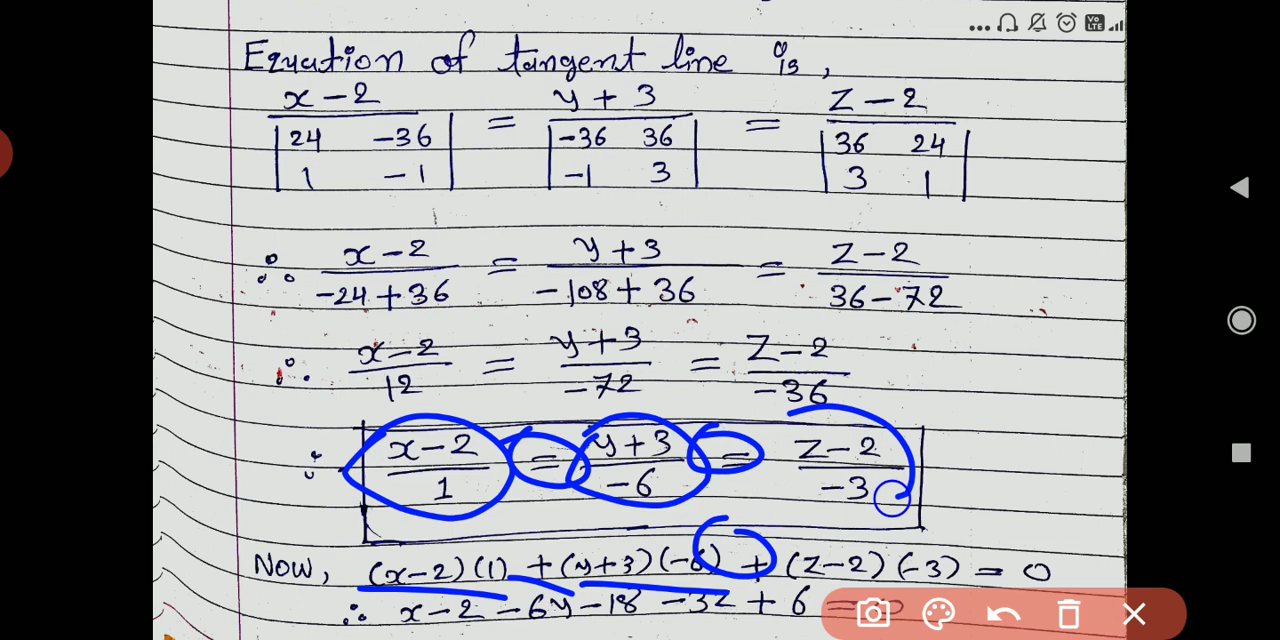 Vo LTE
Equation of tangent line is,
x-2 / |24 -36; 1 -1| = y+3 / |-36 36; -1 3| = z-2 / |36 24; 3 1|
∴ x-2 / -24+36 = y+3 / -108+36 = z-2 / 36-72
∴ x-2 / 12 = y+3 / -72 = z-2 / -36
∴ x-2 / 1 = y+3 / -6 = z-2 / -3
Now, (x-2)(1) + (y+3)(-6) + (z-2)(-3) = 0
∴ x-2 -6y -18 -3z + 6 =